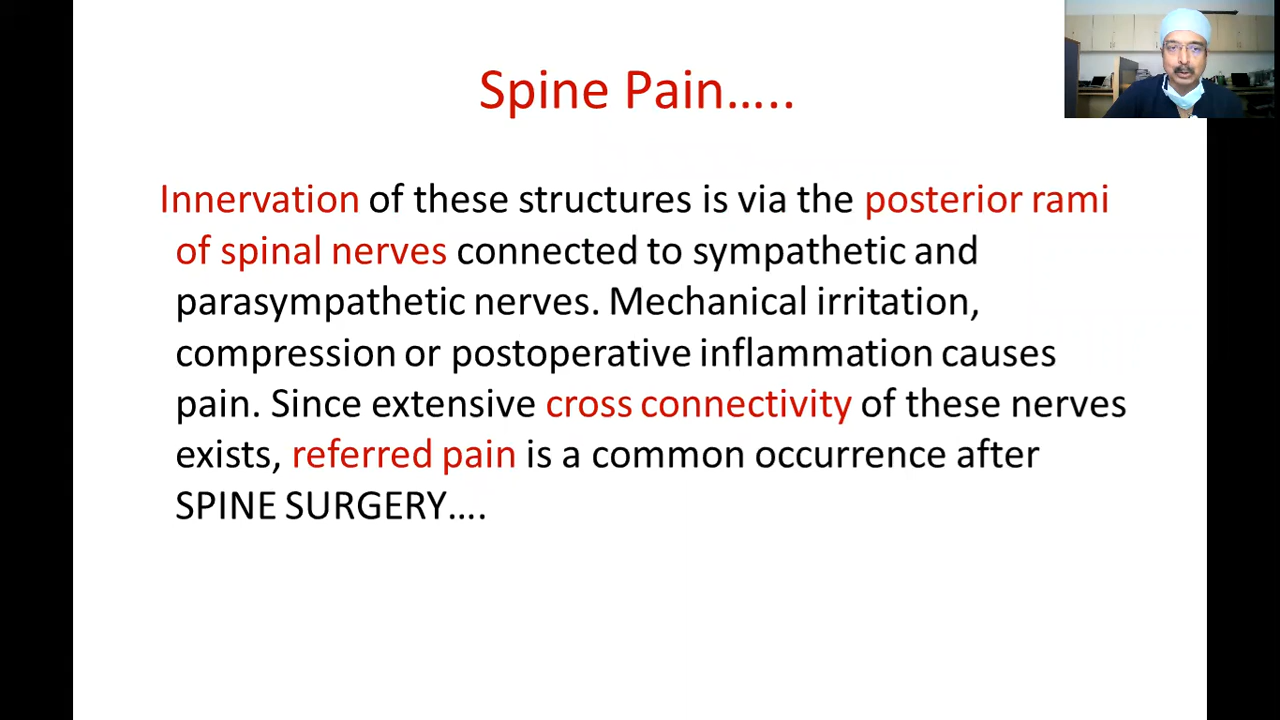 Spine Pain…..
Innervation of these structures is via the posterior rami
of spinal nerves connected to sympathetic and
parasympathetic nerves. Mechanical irritation,
compression or postoperative inflammation causes
pain. Since extensive cross connectivity of these nerves
exists, referred pain is a common occurrence after
SPINE SURGERY….